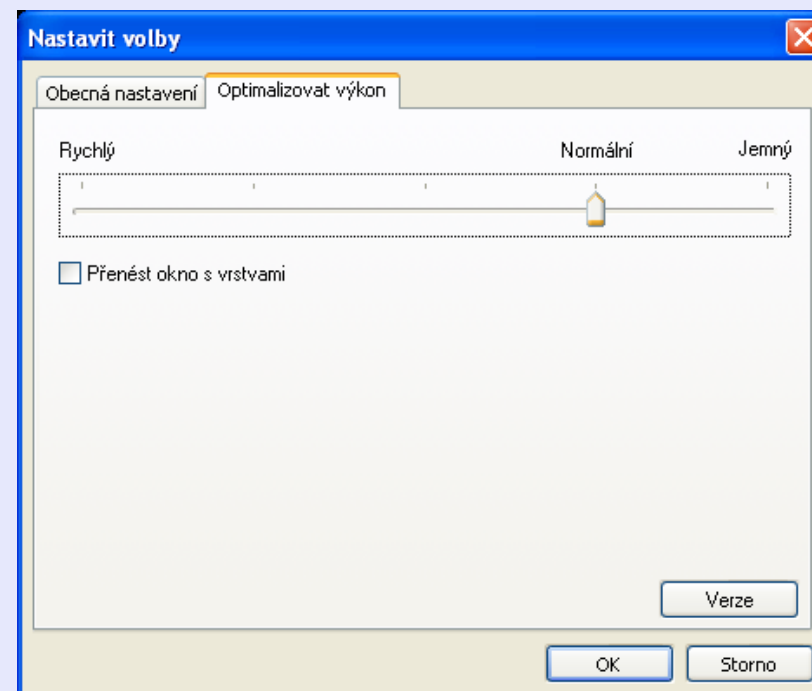 Nastavit volby
Obecná nastavení Optimalizovat výkon
Rychlý Normální Jemný
Přenést okno s vrstvami
Verze
OK Storno